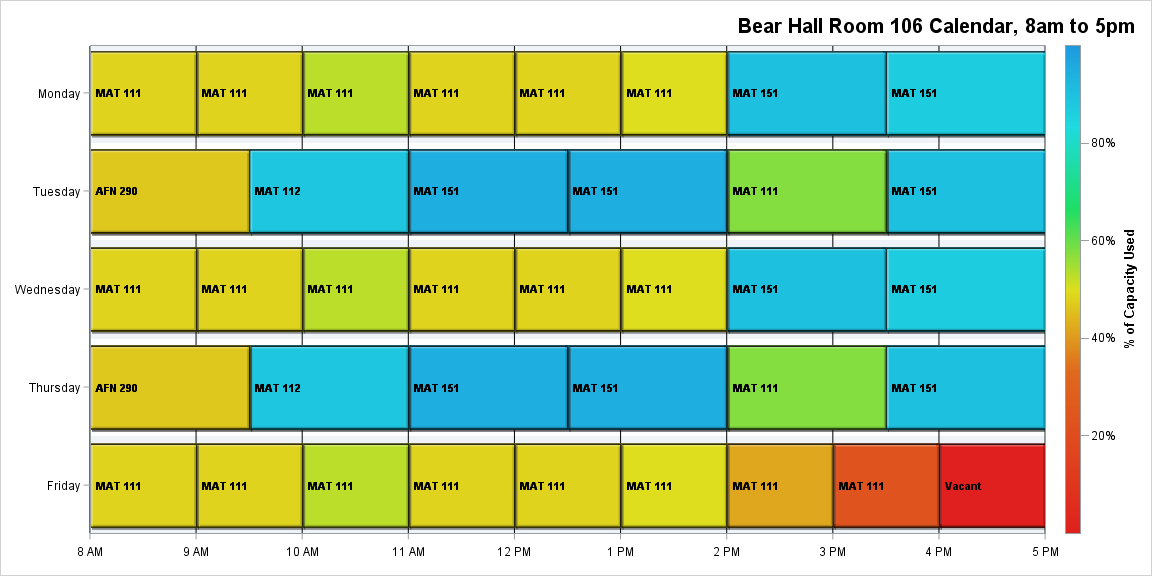 Bear Hall Room 106 Calendar, 8am to 5pm
Monday
MAT 111
MAT 111
MAT 111
MAT 111
MAT 111
MAT 111
MAT 151
MAT 151
Tuesday
AFN 290
MAT 112
MAT 151
MAT 151
MAT 111
MAT 151
Wednesday
MAT 111
MAT 111
MAT 111
MAT 111
MAT 111
MAT 111
MAT 151
MAT 151
Thursday
AFN 290
MAT 112
MAT 151
MAT 151
MAT 111
MAT 151
Friday
MAT 111
MAT 111
MAT 111
MAT 111
MAT 111
MAT 111
MAT 111
MAT 111
Vacant
8 AM
9 AM
10 AM
11 AM
12 PM
1 PM
2 PM
3 PM
4 PM
5 PM
80%
60%
40%
20%
% of Capacity Used